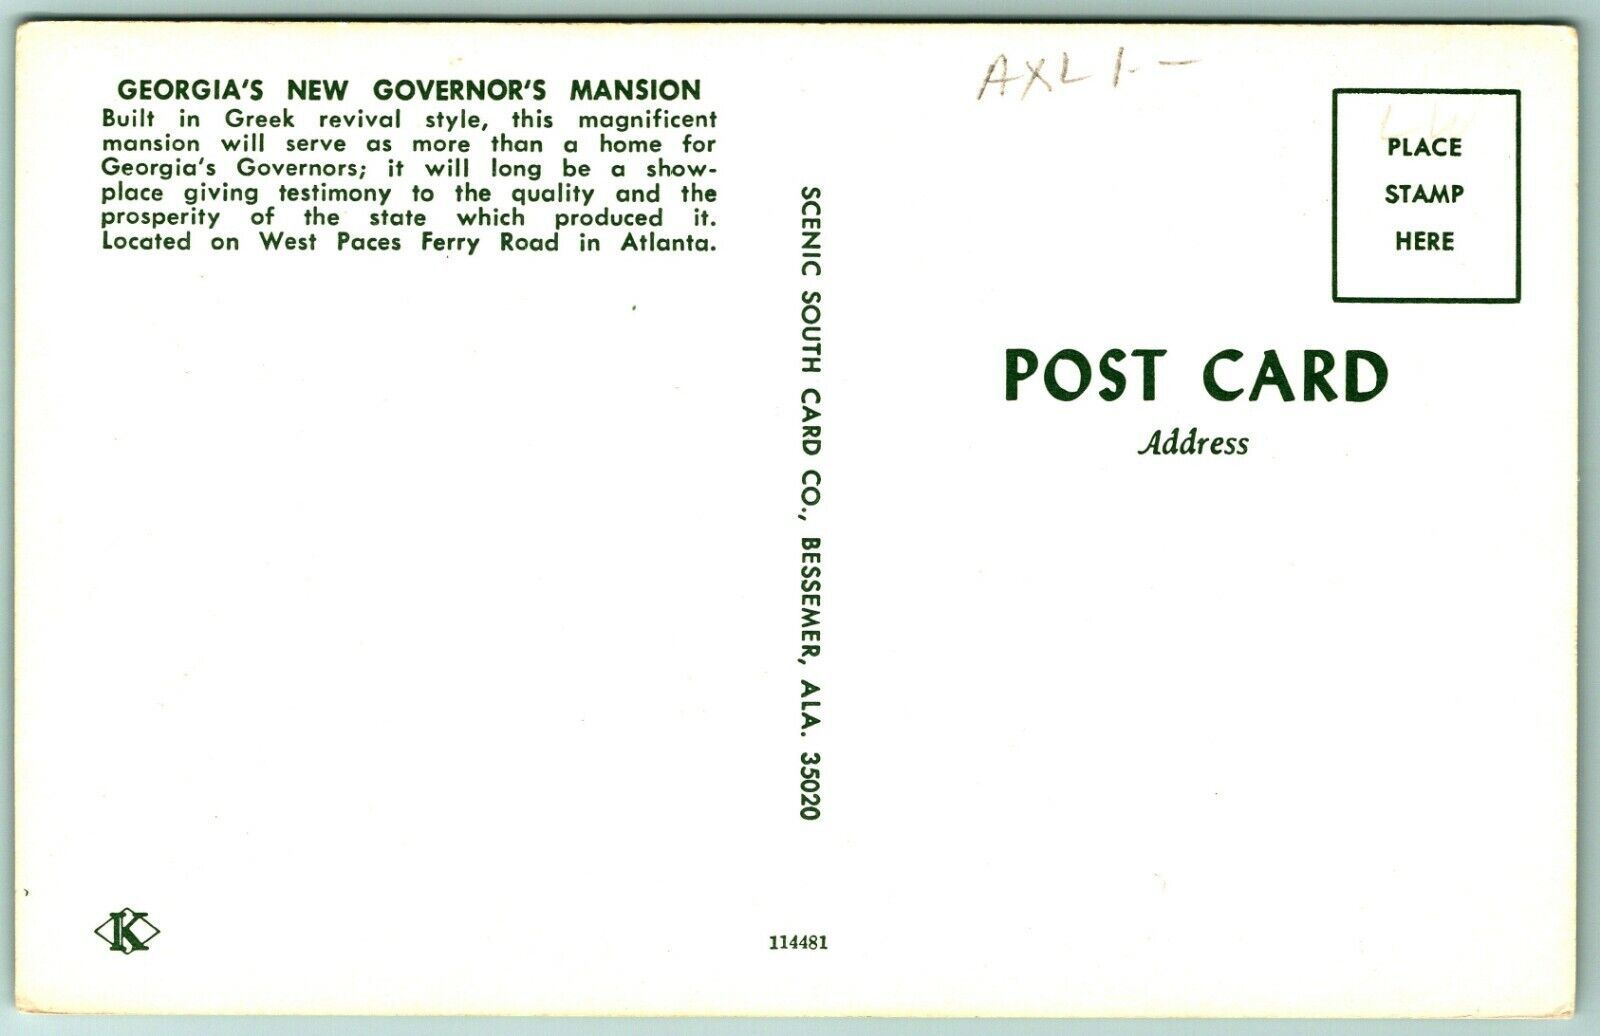 GEORGIA'S NEW GOVERNOR'S MANSION
Built in Greek revival style, this magnificent
mansion will serve as more than a home for
Georgia's Governors; it will long be a show-
place giving testimony to the quality and the
prosperity of the state which produced it.
Located on West Paces Ferry Road in Atlanta.
SCENIC SOUTH CARD CO., BESSEMER, ALA. 35020
AXL 1.—
PLACE
STAMP
HERE
POST CARD
Address
K
114481